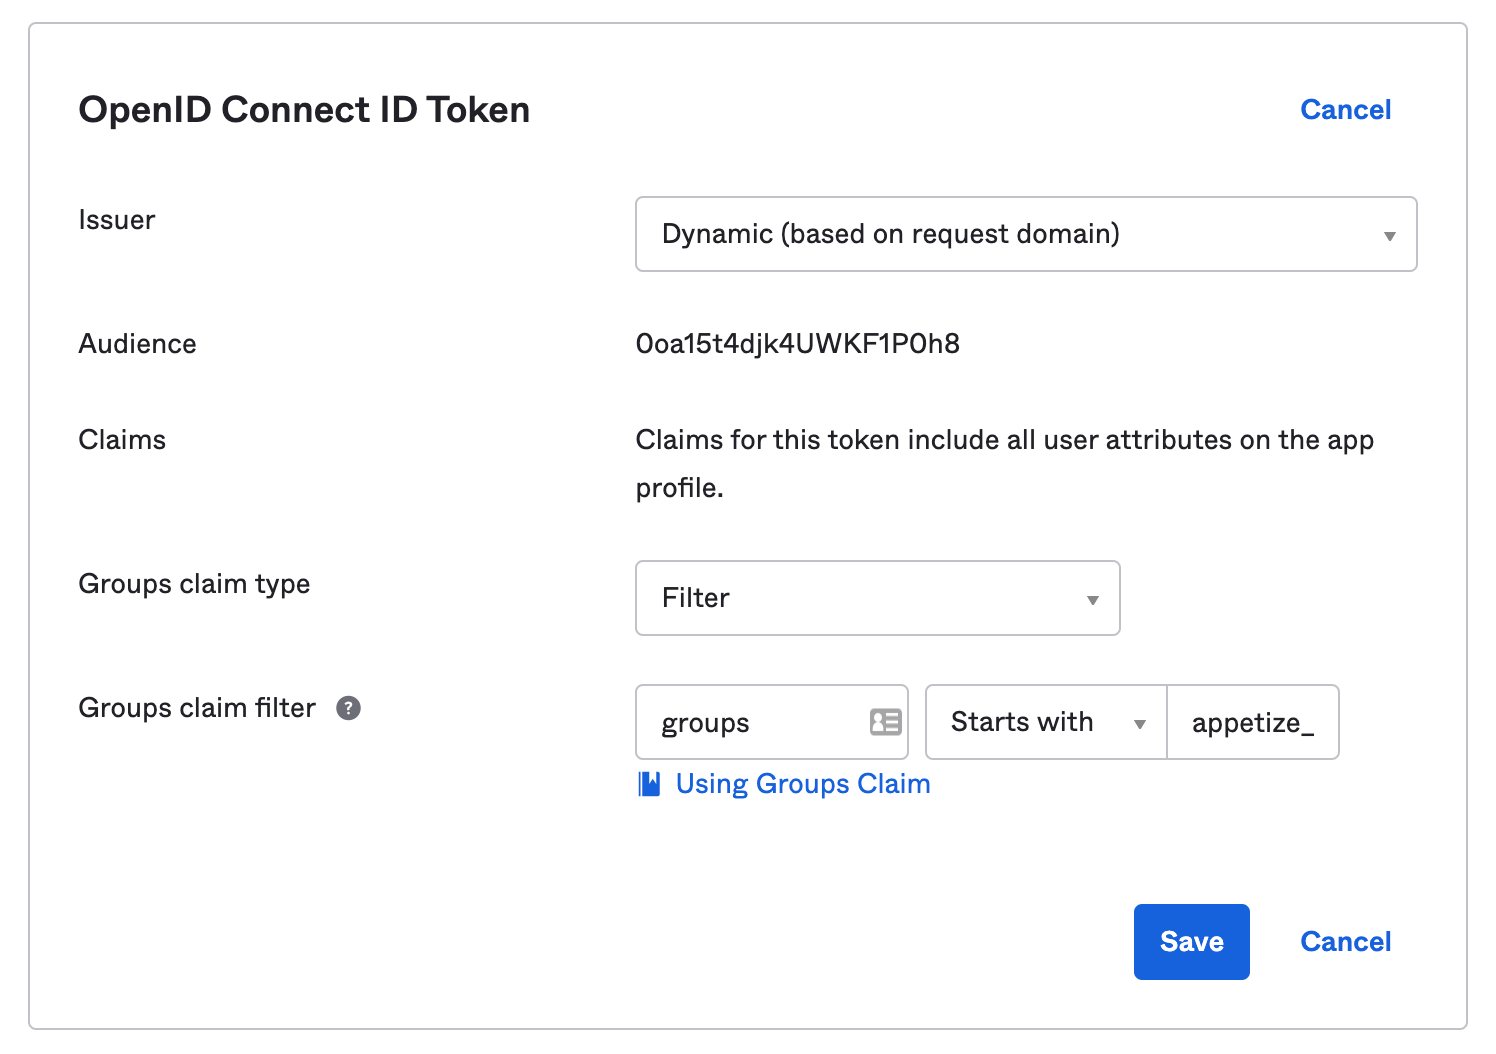 OpenID Connect ID Token
Cancel
Issuer
Dynamic (based on request domain)
Audience
0oa15t4djk4UWKF1P0h8
Claims
Claims for this token include all user attributes on the app
profile.
Groups claim type
Filter
Groups claim filter ?
groups
Starts with
appetize_
Using Groups Claim
Save
Cancel